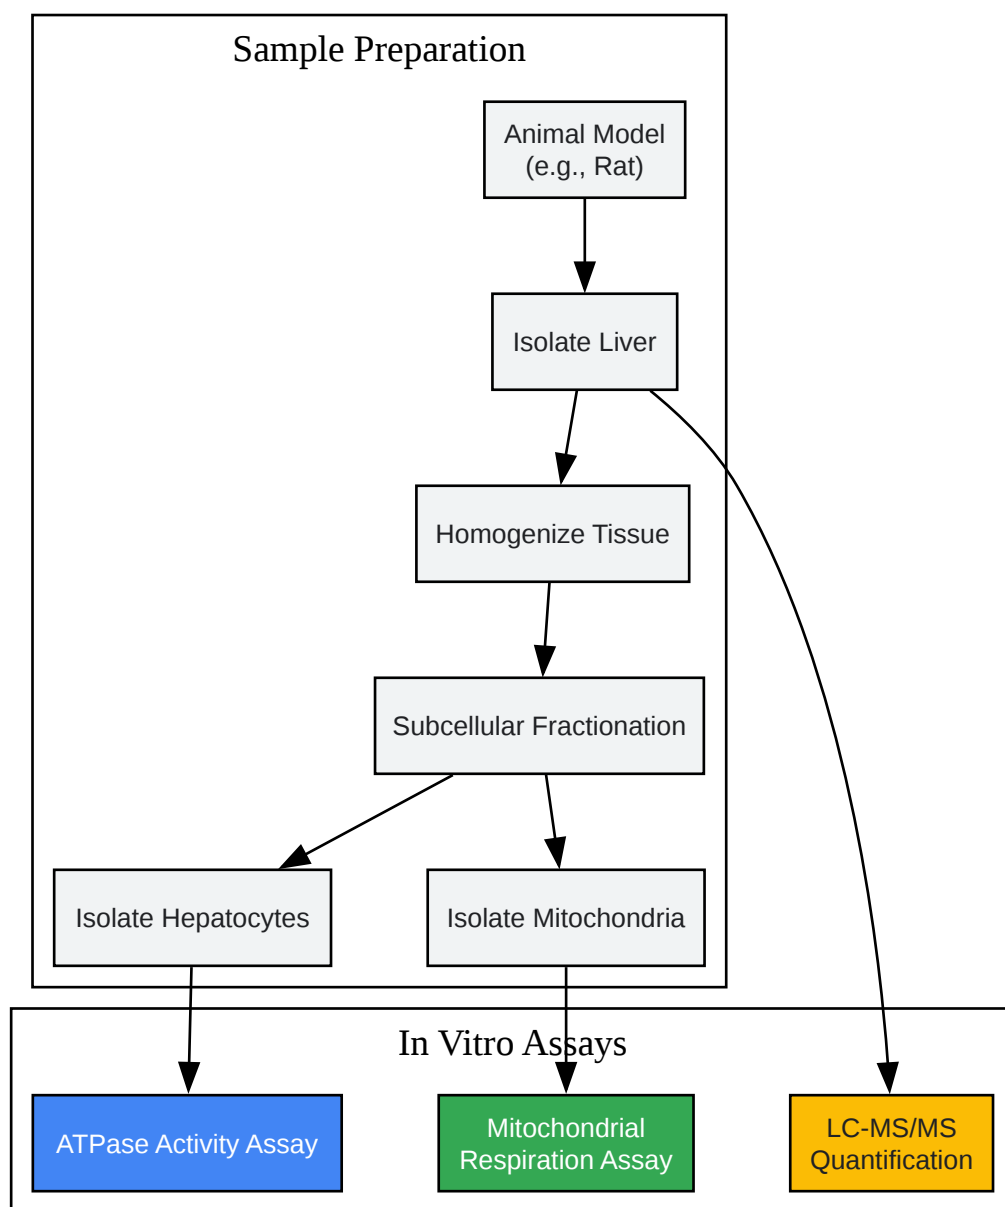 Sample Preparation
Animal Model
(e.g., Rat)
Isolate Liver
Homogenize Tissue
Subcellular Fractionation
Isolate Hepatocytes
Isolate Mitochondria
In Vitro Assays
ATPase Activity Assay
Mitochondrial
Respiration Assay
LC-MS/MS
Quantification